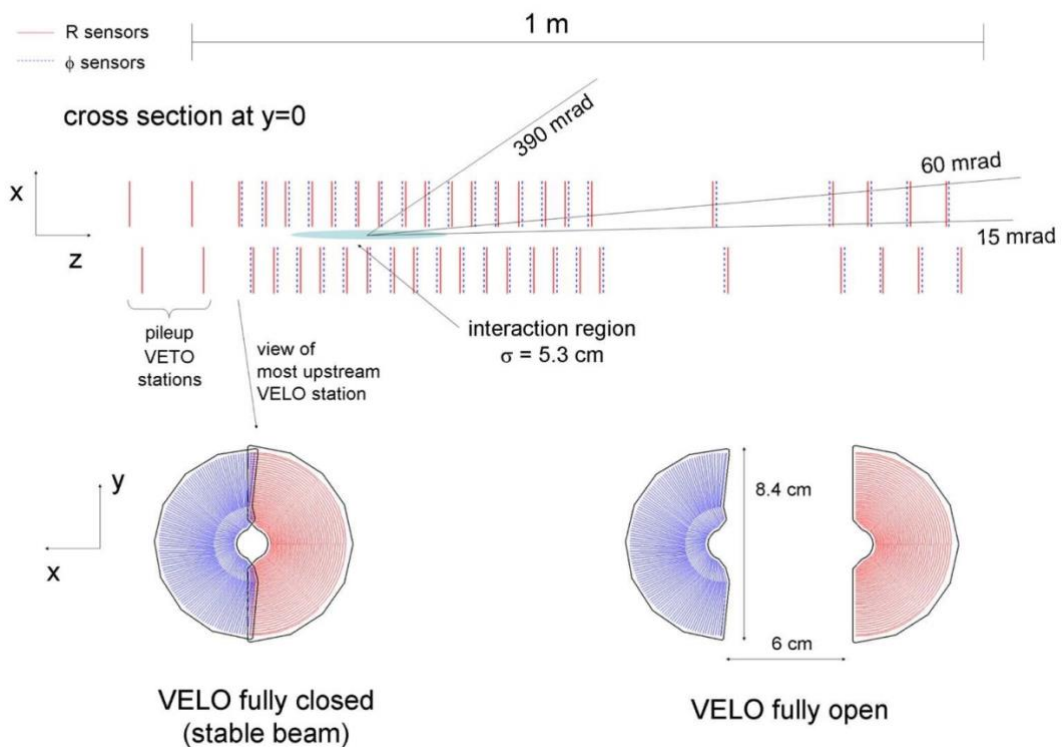 R sensors
ϕ sensors
1 m
cross section at y=0
390 mrad
60 mrad
15 mrad
x
z
interaction region
σ = 5.3 cm
pileup
VETO
stations
view of
most upstream
VELO station
y
x
8.4 cm
6 cm
VELO fully closed
(stable beam)
VELO fully open